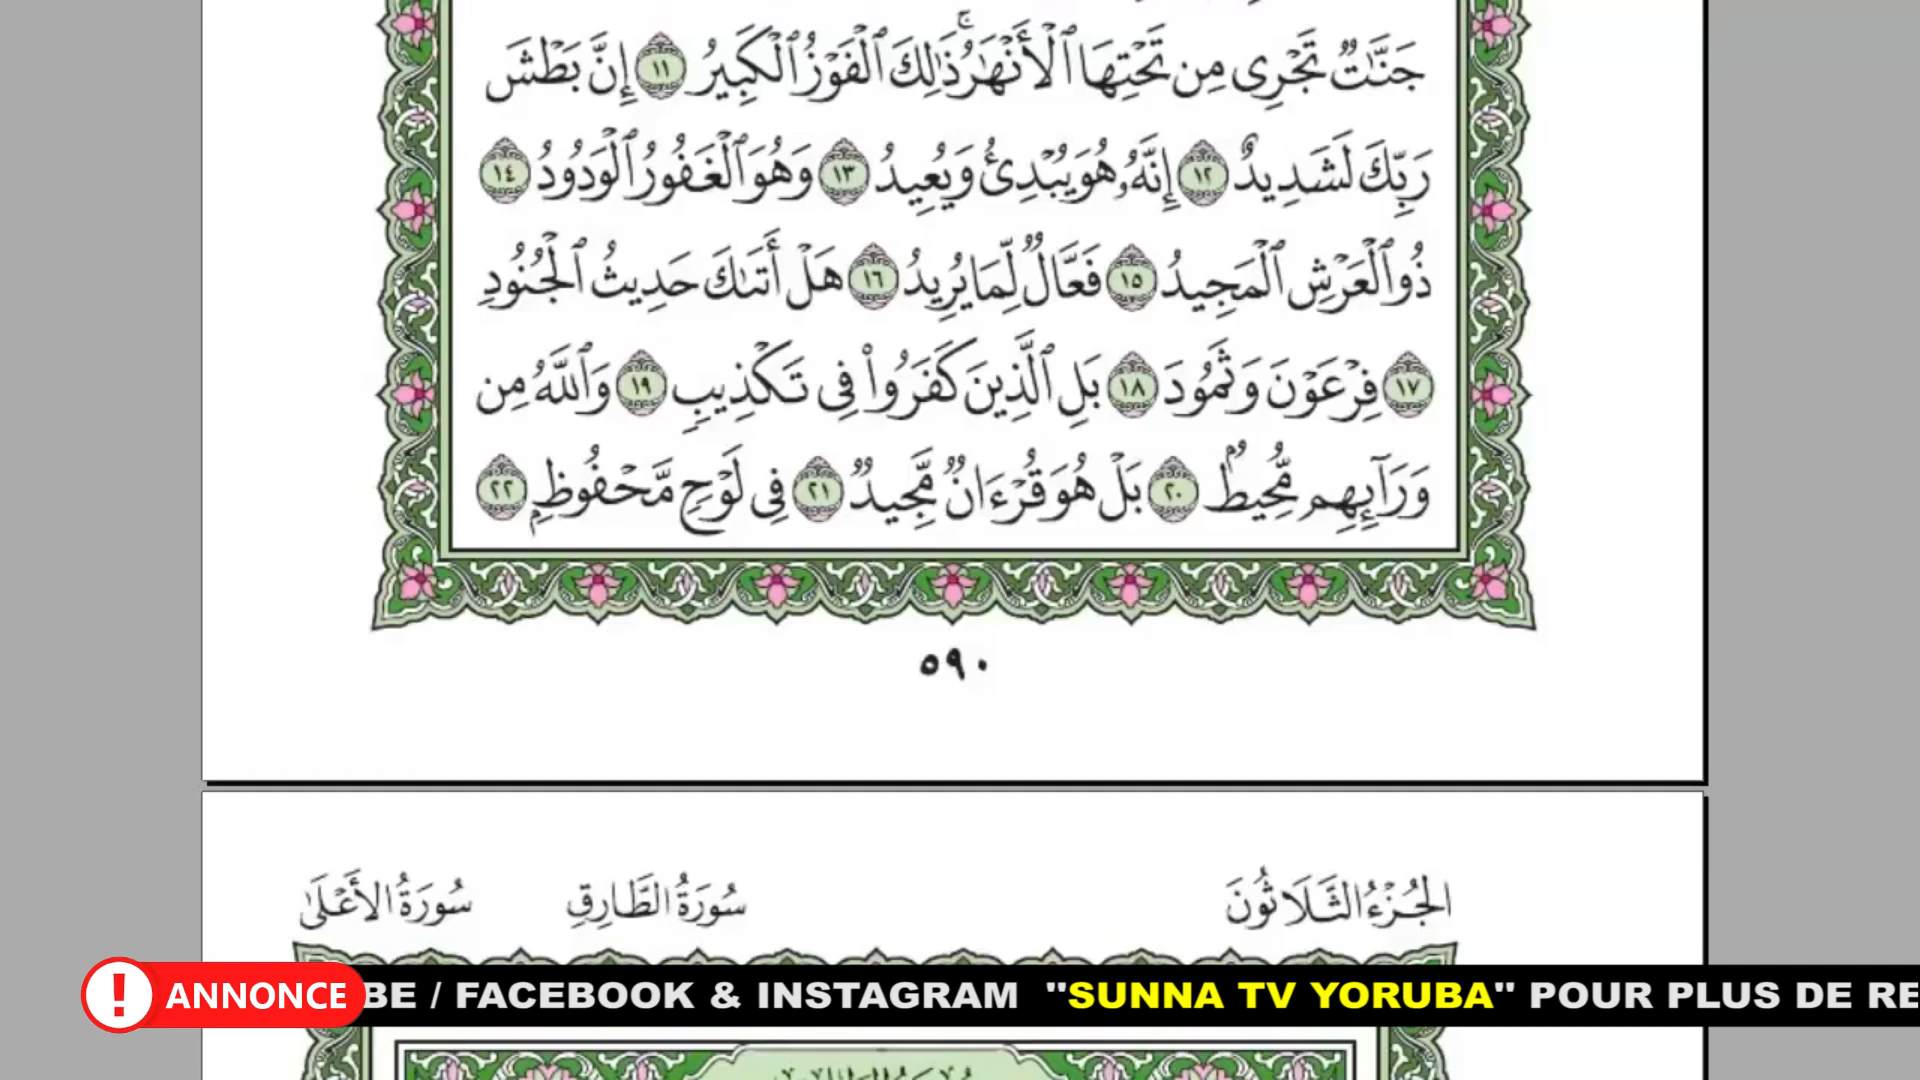 جَنَّٰتٌ تَجْرِى مِن تَحْتِهَا ٱلْأَنْهَٰرُ ۚ ذَٰلِكَ ٱلْفَوْزُ ٱلْكَبِيرُ ١١ إِنَّ بَطْشَ
رَبِّكَ لَشَدِيدٌ ١٢ إِنَّهُۥ هُوَ يُبْدِئُ وَيُعِيدُ ١٣ وَهُوَ ٱلْغَفُورُ ٱلْوَدُودُ ١٤
ذُو ٱلْعَرْشِ ٱلْمَجِيدُ ١٥ فَعَّالٌ لِّمَا يُرِيدُ ١٦ هَلْ أَتَىٰكَ حَدِيثُ ٱلْجُنُودِ
١٧ فِرْعَوْنَ وَثَمُودَ ١٨ بَلِ ٱلَّذِينَ كَفَرُوا۟ فِى تَكْذِيبٍ ١٩ وَٱللَّهُ مِن
وَرَآئِهِم مُّحِيطٌۢ ٢٠ بَلْ هُوَ قُرْءَانٌ مَّجِيدٌ ٢١ فِى لَوْحٍ مَّحْفُوظٍۭ ٢٢
٥٩٠
الجُزْءُ الثَّلَاثُونَ سُورَةُ الطَّارِقِ سُورَةُ الأَعْلَىٰ
ANNONCE BE / FACEBOOK & INSTAGRAM "SUNNA TV YORUBA" POUR PLUS DE RE